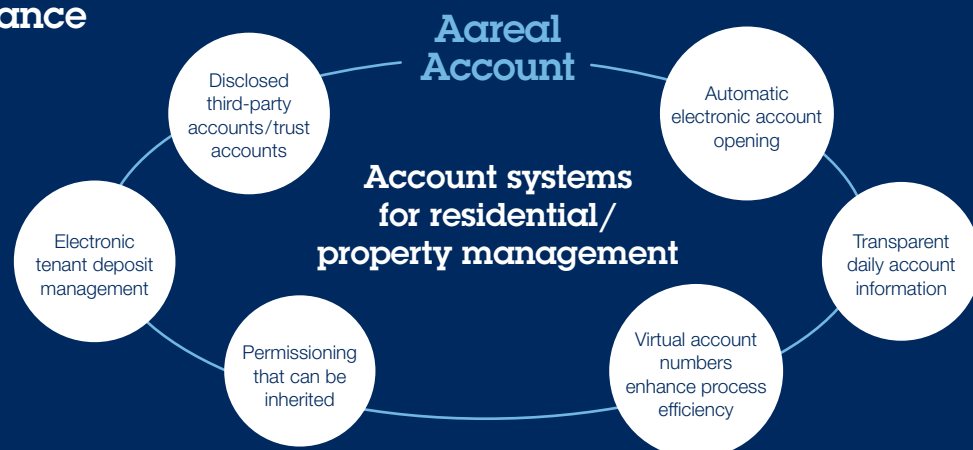 ance
Aareal
Account
Disclosed
third-party
accounts/trust
accounts
Automatic
electronic account
opening
Account systems
for residential/
property management
Electronic
tenant deposit
management
Transparent
daily account
information
Permissioning
that can be
inherited
Virtual account
numbers
enhance process
efficiency